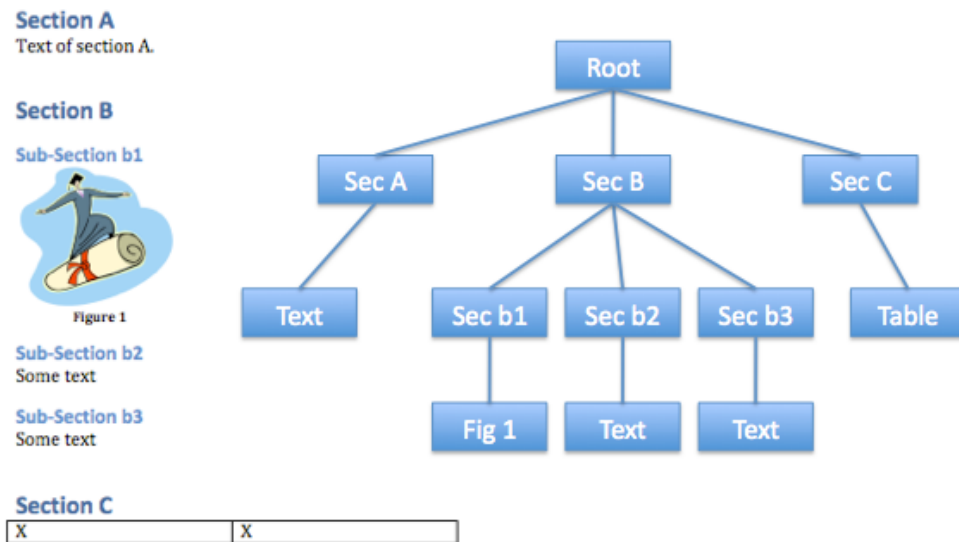 Section A
Text of section A.
Section B
Sub-Section b1
Figure 1
Sub-Section b2
Some text
Sub-Section b3
Some text
Section C
X X
Root
Sec A Sec B Sec C
Text Sec b1 Sec b2 Sec b3 Table
Fig 1 Text Text